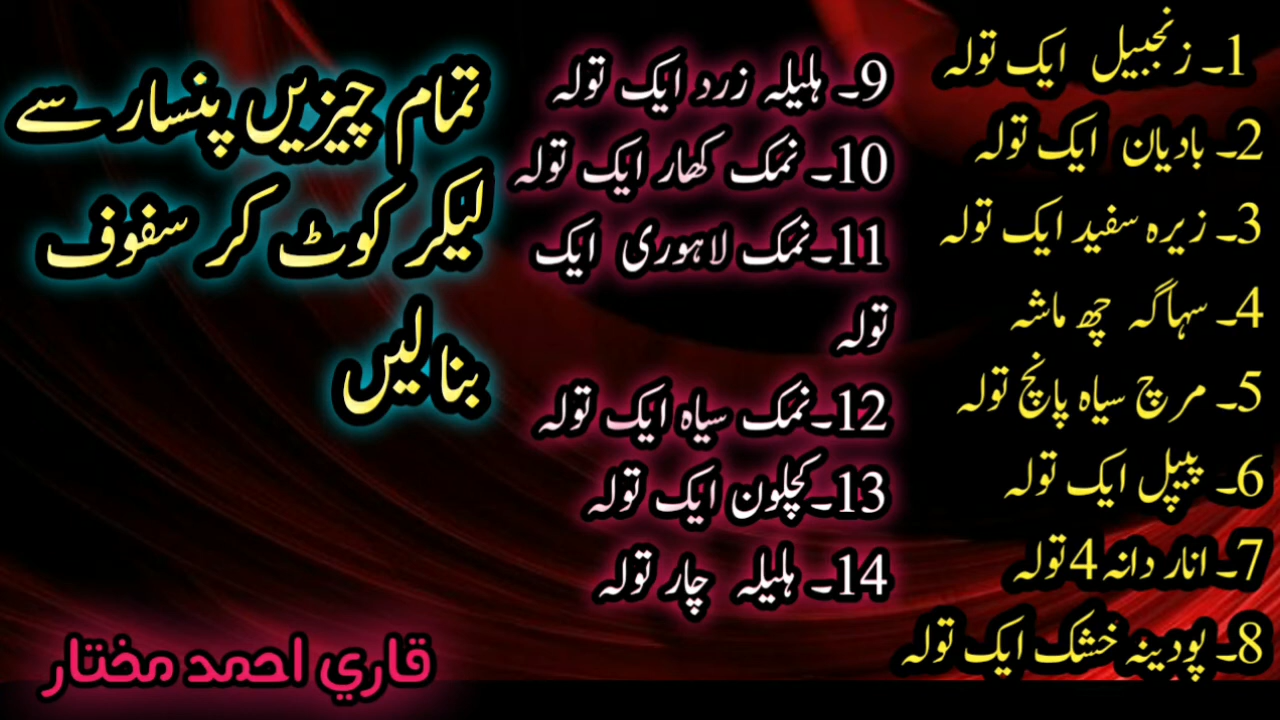 1۔ زنجبیل ایک تولہ
2۔ بادیان ایک تولہ
3۔ زیرہ سفید ایک تولہ
4۔ سہاگہ چھ ماشہ
5۔ مرچ سیاہ پانچ تولہ
6۔ پیپل ایک تولہ
7۔ انار دانہ 4 تولہ
8۔ پودینہ خشک ایک تولہ
9۔ ہلیلہ زرد ایک تولہ
10۔ نمک کھار ایک تولہ
11۔نمک لاہوری ایک
تولہ
12۔نمک سیاہ ایک تولہ
13۔کچلون ایک تولہ
14۔ ہلیلہ چار تولہ
تمام چیزیں پنسار سے
لیکر کوٹ کر سفوف
بنالیں
قاري احمد مختار